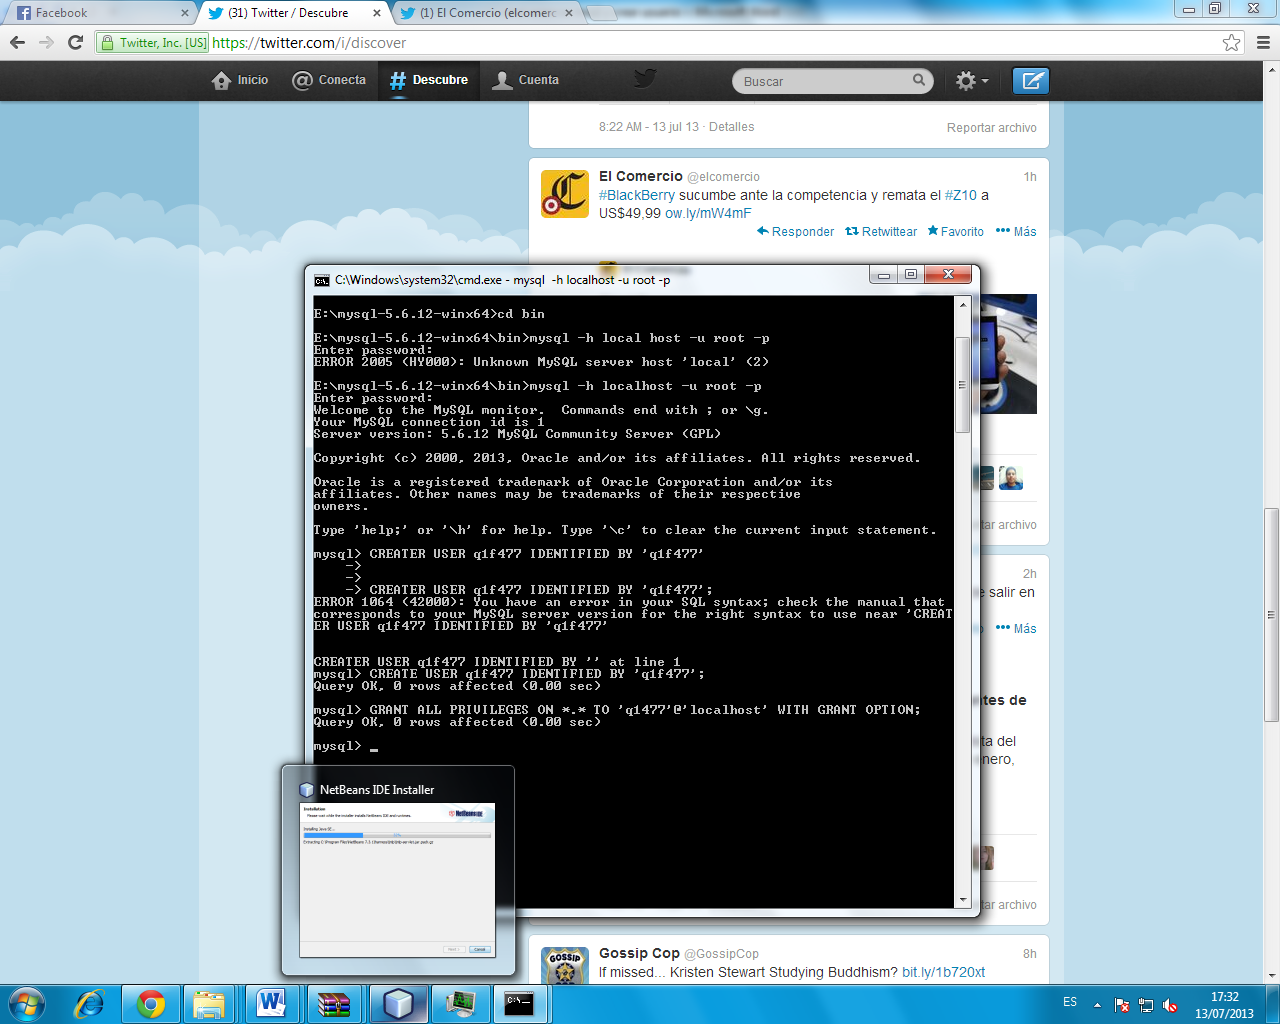 Facebook
(31) Twitter / Descubre
(1) El Comercio (elcomerc
Twitter, Inc. [US]
https://twitter.com/i/discover
Inicio
Conecta
Descubre
Cuenta
Buscar
8:22 AM - 13 jul 13 · Detalles
Reportar archivo
El Comercio @elcomercio
1h
#BlackBerry sucumbe ante la competencia y remata el #Z10 a
US$49,99 ow.ly/mW4mF
Responder
Retwittear
Favorito
Más
C:\Windows\system32\cmd.exe - mysql  -h localhost -u root -p
E:\mysql-5.6.12-winx64>cd bin
E:\mysql-5.6.12-winx64\bin>mysql -h local host -u root -p
Enter password:
ERROR 2005 (HY000): Unknown MySQL server host 'local' (2)
E:\mysql-5.6.12-winx64\bin>mysql -h localhost -u root -p
Enter password:
Welcome to the MySQL monitor.  Commands end with ; or \g.
Your MySQL connection id is 1
Server version: 5.6.12 MySQL Community Server (GPL)
Copyright (c) 2000, 2013, Oracle and/or its affiliates. All rights reserved.
Oracle is a registered trademark of Oracle Corporation and/or its
affiliates. Other names may be trademarks of their respective
owners.
Type 'help;' or '\h' for help. Type '\c' to clear the current input statement.
mysql> CREATER USER q1f477 IDENTIFIED BY 'q1f477'
->
->
-> CREATER USER q1f477 IDENTIFIED BY 'q1f477';
ERROR 1064 (42000): You have an error in your SQL syntax; check the manual that
corresponds to your MySQL server version for the right syntax to use near 'CREAT
ER USER q1f477 IDENTIFIED BY 'q1f477'
CREATER USER q1f477 IDENTIFIED BY '' at line 1
mysql> CREATE USER q1f477 IDENTIFIED BY 'q1f477';
Query OK, 0 rows affected (0.00 sec)
mysql> GRANT ALL PRIVILEGES ON *.* TO 'q1477'@'localhost' WITH GRANT OPTION;
Query OK, 0 rows affected (0.00 sec)
mysql> _
tar archivo
2h
e salir en
Más
ntes de
ta del
nero,
tar archivo
NetBeans IDE Installer
Installation
Gossip Cop @GossipCop
8h
If missed... Kristen Stewart Studying Buddhism? bit.ly/1b720xt
GOSSIP
ES
17:32
13/07/2013